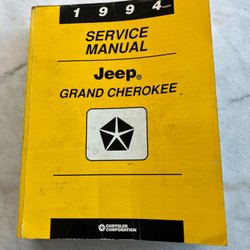 1994
SERVICE
MANUAL
Jeep®
GRAND CHEROKEE
CHRYSLER
CORPORATION